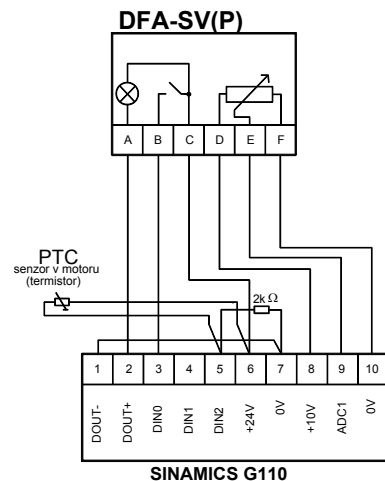 DFA-SV(P)
A B C D E F
PTC
senzor v motoru
(termistor)
2k Ω
1 2 3 4 5 6 7 8 9 10
DOUT- DOUT+ DIN0 DIN1 DIN2 +24V 0V +10V ADC1 0V
SINAMICS G110